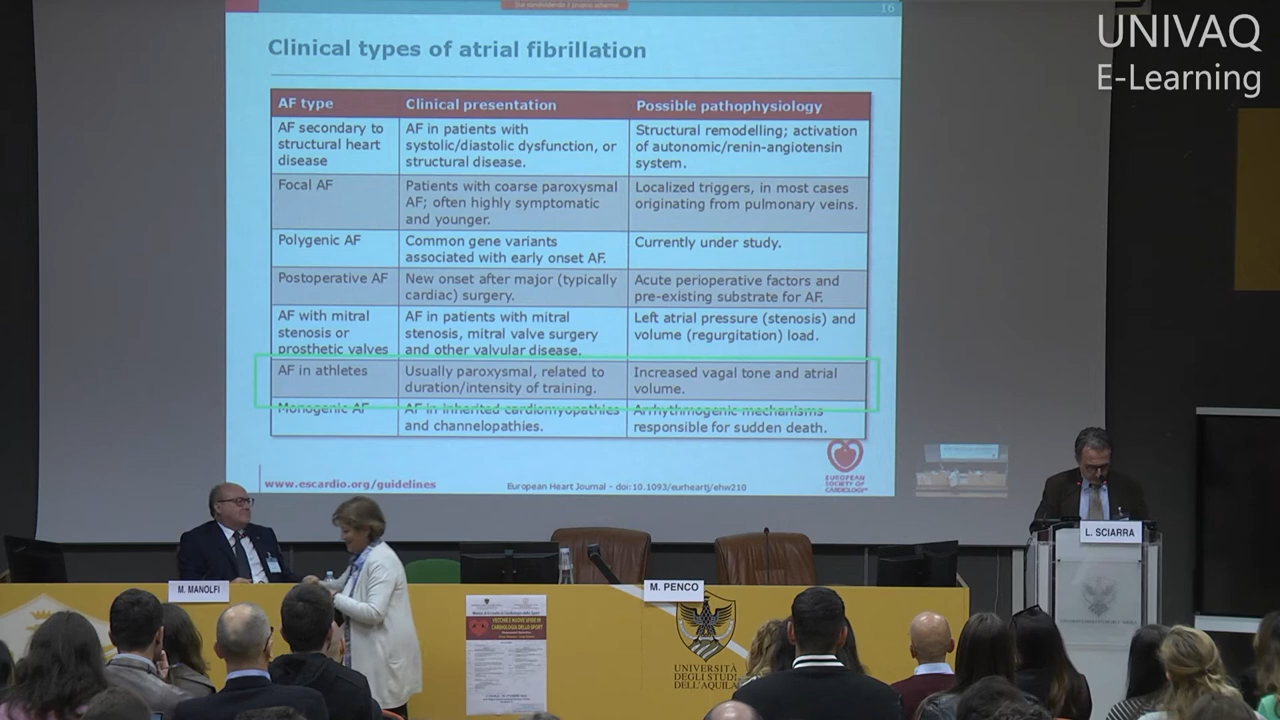 16
UNIVAQ
E-Learning
Clinical types of atrial fibrillation
AF type
Clinical presentation
Possible pathophysiology
AF secondary to
structural heart
disease
AF in patients with
systolic/diastolic dysfunction, or
structural disease.
Structural remodelling; activation
of autonomic/renin-angiotensin
system.
Focal AF
Patients with coarse paroxysmal
AF; often highly symptomatic
and younger.
Localized triggers, in most cases
originating from pulmonary veins.
Polygenic AF
Common gene variants
associated with early onset AF.
Currently under study.
Postoperative AF
New onset after major (typically
cardiac) surgery.
Acute perioperative factors and
pre-existing substrate for AF.
AF with mitral
stenosis or
prosthetic valves
AF in patients with mitral
stenosis, mitral valve surgery
and other valvular disease.
Left atrial pressure (stenosis) and
volume (regurgitation) load.
AF in athletes
Usually paroxysmal, related to
duration/intensity of training.
Increased vagal tone and atrial
volume.
Monogenic AF
AF in inherited cardiomyopathies
and channelopathies.
Arrhythmogenic mechanisms
responsible for sudden death.
www.escardio.org/guidelines
European Heart Journal - doi:10.1093/eurheartj/ehw210
EUROPEAN
SOCIETY OF
CARDIOLOGY
L. SCIARRA
M. MANOLFI
M. PENCO
VECCHIE E NUOVE SFIDE IN
CARDIOLOGIA DELLO SPORT
UNIVERSITÀ
DEGLI STUDI
DELL'AQUILA